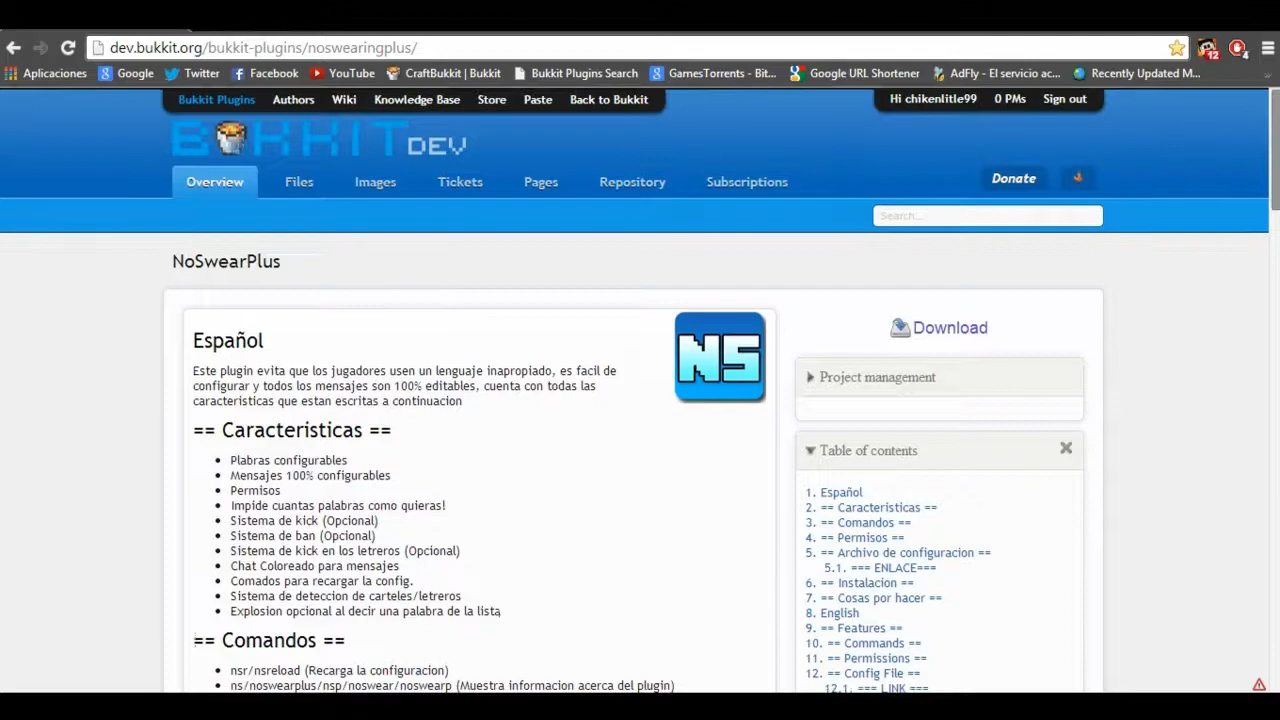 dev.bukkit.org/bukkit-plugins/noswearingplus/
12
4
Aplicaciones Google Twitter Facebook YouTube CraftBukkit | Bukkit Bukkit Plugins Search GamesTorrents - Bit... Google URL Shortener AdFly - El servicio ac... Recently Updated M...
Bukkit Plugins Authors Wiki Knowledge Base Store Paste Back to Bukkit
Hi chikenlitle99 0 PMs Sign out
BUKKIT DEV
Overview Files Images Tickets Pages Repository Subscriptions
Donate
Search...
NoSwearPlus
Español
NS
Este plugin evita que los jugadores usen un lenguaje inapropiado, es facil de
configurar y todos los mensajes son 100% editables, cuenta con todas las
caracteristicas que estan escritas a continuacion
== Caracteristicas ==
Plabras configurables
Mensajes 100% configurables
Permisos
Impide cuantas palabras como quieras!
Sistema de kick (Opcional)
Sistema de ban (Opcional)
Sistema de kick en los letreros (Opcional)
Chat Coloreado para mensajes
Comados para recargar la config.
Sistema de deteccion de carteles/letreros
Explosion opcional al decir una palabra de la lista
== Comandos ==
nsr/nsreload (Recarga la configuracion)
ns/noswearplus/nsp/noswear/noswearp (Muestra informacion acerca del plugin)
Download
Project management
Table of contents
1. Español
2. == Caracteristicas ==
3. == Comandos ==
4. == Permisos ==
5. == Archivo de configuracion ==
5.1. === ENLACE===
6. == Instalacion ==
7. == Cosas por hacer ==
8. English
9. == Features ==
10. == Commands ==
11. == Permissions ==
12. == Config File ==
12.1. === LINK ===